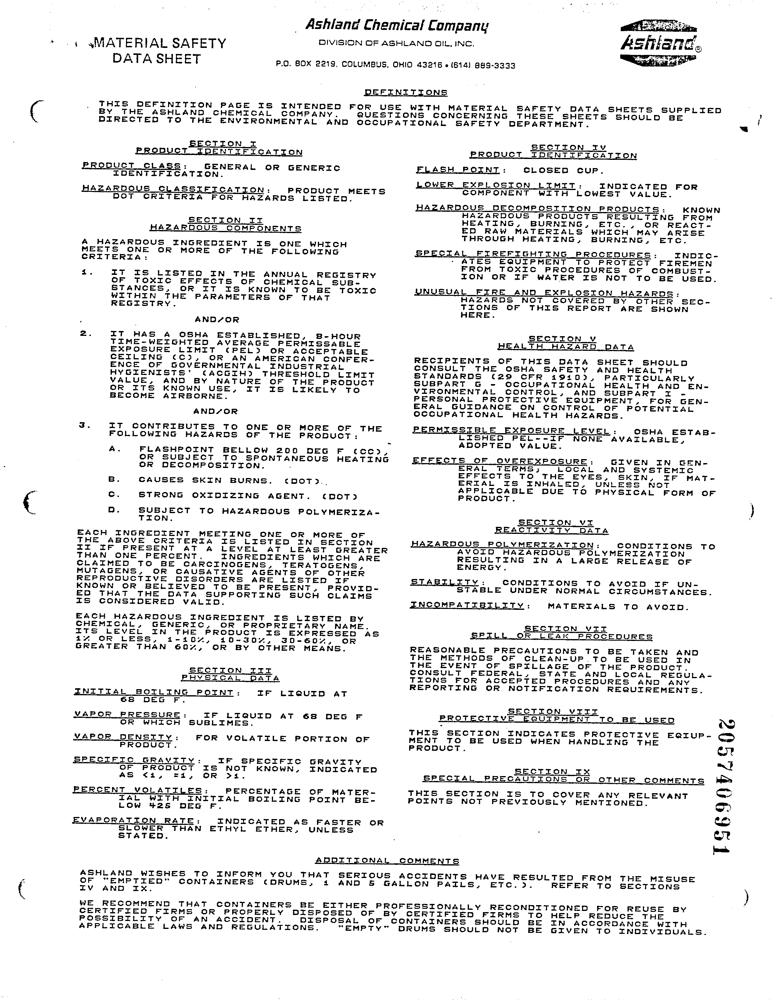 MATERIAL SAFETY
DATA SHEET
Ashland Chemical Company
DIVISION OF ASHLAND OIL, INC.
P.O. BOX 2219, COLUMBUS, OHIO 43216 • (614) 889-3333
Ashland®
DEFINITIONS
THIS DEFINITION PAGE IS INTENDED FOR USE WITH MATERIAL SAFETY DATA SHEETS SUPPLIED
BY THE ASHLAND CHEMICAL COMPANY. QUESTIONS CONCERNING THESE SHEETS SHOULD BE
DIRECTED TO THE ENVIRONMENTAL AND OCCUPATIONAL SAFETY DEPARTMENT.
SECTION I
PRODUCT IDENTIFICATION
PRODUCT CLASS: GENERAL OR GENERIC
IDENTIFICATION.
HAZARDOUS CLASSIFICATION: PRODUCT MEETS
DOT CRITERIA FOR HAZARDS LISTED.
SECTION II
HAZARDOUS COMPONENTS
A HAZARDOUS INGREDIENT IS ONE WHICH
MEETS ONE OR MORE OF THE FOLLOWING
CRITERIA:
1. IT IS LISTED IN THE ANNUAL REGISTRY
OF TOXIC EFFECTS OF CHEMICAL SUB-
STANCES, OR IT IS KNOWN TO BE TOXIC
WITHIN THE PARAMETERS OF THAT
REGISTRY.
AND/OR
2. IT HAS A OSHA ESTABLISHED, 8-HOUR
TIME-WEIGHTED AVERAGE PERMISSABLE
EXPOSURE LIMIT (PEL) OR ACCEPTABLE
CEILING (C), OR AN AMERICAN CONFER-
ENCE OF GOVERNMENTAL INDUSTRIAL
HYGIENISTS' (ACGIH) THRESHOLD LIMIT
VALUE, AND BY NATURE OF THE PRODUCT
OR ITS KNOWN USE, IT IS LIKELY TO
BECOME AIRBORNE.
AND/OR
3. IT CONTRIBUTES TO ONE OR MORE OF THE
FOLLOWING HAZARDS OF THE PRODUCT:
A. FLASHPOINT BELLOW 200 DEG F (CC),
OR SUBJECT TO SPONTANEOUS HEATING
OR DECOMPOSITION.
B. CAUSES SKIN BURNS. (DOT).
C. STRONG OXIDIZING AGENT. (DOT)
D. SUBJECT TO HAZARDOUS POLYMERIZA-
TION.
EACH INGREDIENT MEETING ONE OR MORE OF
THE ABOVE CRITERIA IS LISTED IN SECTION
II IF PRESENT AT A LEVEL AT LEAST GREATER
THAN ONE PERCENT. INGREDIENTS WHICH ARE
CLAIMED TO BE CARCINOGENS, TERATOGENS,
MUTAGENS, OR CAUSATIVE AGENTS OF OTHER
REPRODUCTIVE DISORDERS ARE LISTED IF
KNOWN OR BELIEVED TO BE PRESENT, PROVID-
ED THAT THE DATA SUPPORTING SUCH CLAIMS
IS CONSIDERED VALID.
EACH HAZARDOUS INGREDIENT IS LISTED BY
CHEMICAL, GENERIC, OR PROPRIETARY NAME.
ITS LEVEL IN THE PRODUCT IS EXPRESSED AS
1% OR LESS, 1-10%, 10-30%, 30-60%, OR
GREATER THAN 60%, OR BY OTHER MEANS.
SECTION III
PHYSICAL DATA
INITIAL BOILING POINT: IF LIQUID AT
68 DEG F.
VAPOR PRESSURE: IF LIQUID AT 68 DEG F
OR WHICH SUBLIMES.
VAPOR DENSITY: FOR VOLATILE PORTION OF
PRODUCT.
SPECIFIC GRAVITY: IF SPECIFIC GRAVITY
OF PRODUCT IS NOT KNOWN, INDICATED
AS <1, =1, OR >1.
PERCENT VOLATILES: PERCENTAGE OF MATER-
IAL WITH INITIAL BOILING POINT BE-
LOW 425 DEG F.
EVAPORATION RATE: INDICATED AS FASTER OR
SLOWER THAN ETHYL ETHER, UNLESS
STATED.
SECTION IV
PRODUCT IDENTIFICATION
FLASH POINT: CLOSED CUP.
LOWER EXPLOSION LIMIT: INDICATED FOR
COMPONENT WITH LOWEST VALUE.
HAZARDOUS DECOMPOSITION PRODUCTS: KNOWN
HAZARDOUS PRODUCTS RESULTING FROM
HEATING, BURNING, ETC., OR REACT-
ED RAW MATERIALS WHICH MAY ARISE
THROUGH HEATING, BURNING, ETC.
SPECIAL FIREFIGHTING PROCEDURES: INDIC-
ATES EQUIPMENT TO PROTECT FIREMEN
FROM TOXIC PROCEDURES OF COMBUST-
ION OR IF WATER IS NOT TO BE USED.
UNUSUAL FIRE AND EXPLOSION HAZARDS:
HAZARDS NOT COVERED BY OTHER SEC-
TIONS OF THIS REPORT ARE SHOWN
HERE.
SECTION V
HEALTH HAZARD DATA
RECIPIENTS OF THIS DATA SHEET SHOULD
CONSULT THE OSHA SAFETY AND HEALTH
STANDARDS (29 CFR 1910), PARTICULARLY
SUBPART G - OCCUPATIONAL HEALTH AND EN-
VIRONMENTAL CONTROL, AND SUBPART I -
PERSONAL PROTECTIVE EQUIPMENT, FOR GEN-
ERAL GUIDANCE ON CONTROL OF POTENTIAL
OCCUPATIONAL HEALTH HAZARDS.
PERMISSIBLE EXPOSURE LEVEL: OSHA ESTAB-
LISHED PEL--IF NONE AVAILABLE,
ADOPTED VALUE.
EFFECTS OF OVEREXPOSURE: GIVEN IN GEN-
ERAL TERMS, LOCAL AND SYSTEMIC
EFFECTS TO THE EYES, SKIN, IF MAT-
ERIAL IS INHALED, UNLESS NOT
APPLICABLE DUE TO PHYSICAL FORM OF
PRODUCT.
SECTION VI
REACTIVITY DATA
HAZARDOUS POLYMERIZATION: CONDITIONS TO
AVOID HAZARDOUS POLYMERIZATION
RESULTING IN A LARGE RELEASE OF
ENERGY.
STABILITY: CONDITIONS TO AVOID IF UN-
STABLE UNDER NORMAL CIRCUMSTANCES.
INCOMPATIBILITY: MATERIALS TO AVOID.
SECTION VII
SPILL OR LEAK PROCEDURES
REASONABLE PRECAUTIONS TO BE TAKEN AND
THE METHODS OF CLEAN-UP TO BE USED IN
THE EVENT OF SPILLAGE OF THE PRODUCT.
CONSULT FEDERAL, STATE AND LOCAL REGULA-
TIONS FOR ACCEPTED PROCEDURES AND ANY
REPORTING OR NOTIFICATION REQUIREMENTS.
SECTION VIII
PROTECTIVE EQUIPMENT TO BE USED
THIS SECTION INDICATES PROTECTIVE EQIUP-
MENT TO BE USED WHEN HANDLING THE
PRODUCT.
SECTION IX
SPECIAL PRECAUTIONS OR OTHER COMMENTS
THIS SECTION IS TO COVER ANY RELEVANT
POINTS NOT PREVIOUSLY MENTIONED.
2057406951
ADDITIONAL COMMENTS
ASHLAND WISHES TO INFORM YOU THAT SERIOUS ACCIDENTS HAVE RESULTED FROM THE MISUSE
OF "EMPTIED" CONTAINERS (DRUMS, 1 AND 5 GALLON PAILS, ETC.). REFER TO SECTIONS
IV AND IX.
WE RECOMMEND THAT CONTAINERS BE EITHER PROFESSIONALLY RECONDITIONED FOR REUSE BY
CERTIFIED FIRMS OR PROPERLY DISPOSED OF BY CERTIFIED FIRMS TO HELP REDUCE THE
POSSIBILITY OF AN ACCIDENT. DISPOSAL OF CONTAINERS SHOULD BE IN ACCORDANCE WITH
APPLICABLE LAWS AND REGULATIONS. "EMPTY" DRUMS SHOULD NOT BE GIVEN TO INDIVIDUALS.